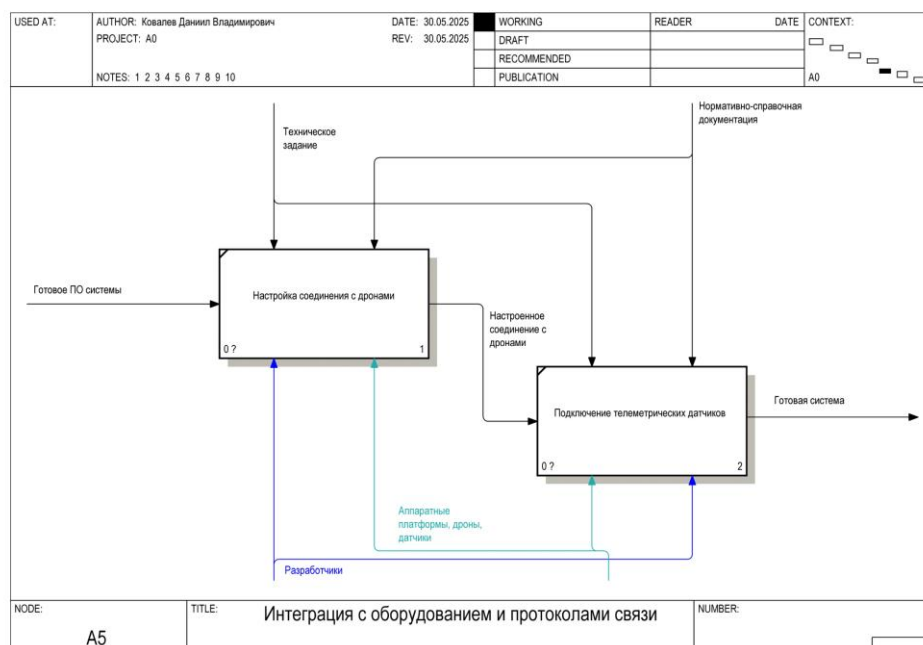 USED AT:
AUTHOR: Ковалев Даниил Владимирович
DATE: 30.05.2025
WORKING
READER
DATE
CONTEXT:
PROJECT: A0
REV: 30.05.2025
DRAFT
RECOMMENDED
NOTES: 1 2 3 4 5 6 7 8 9 10
PUBLICATION
A0
Техническое
задание
Нормативно-справочная
документация
Готовое ПО системы
Настройка соединения с дронами
0 ?
1
Настроенное
соединение с
дронами
Подключение телеметрических датчиков
0 ?
2
Готовая система
Аппаратные
платформы, дроны,
датчики
Разработчики
NODE:
A5
TITLE:
Интеграция с оборудованием и протоколами связи
NUMBER: